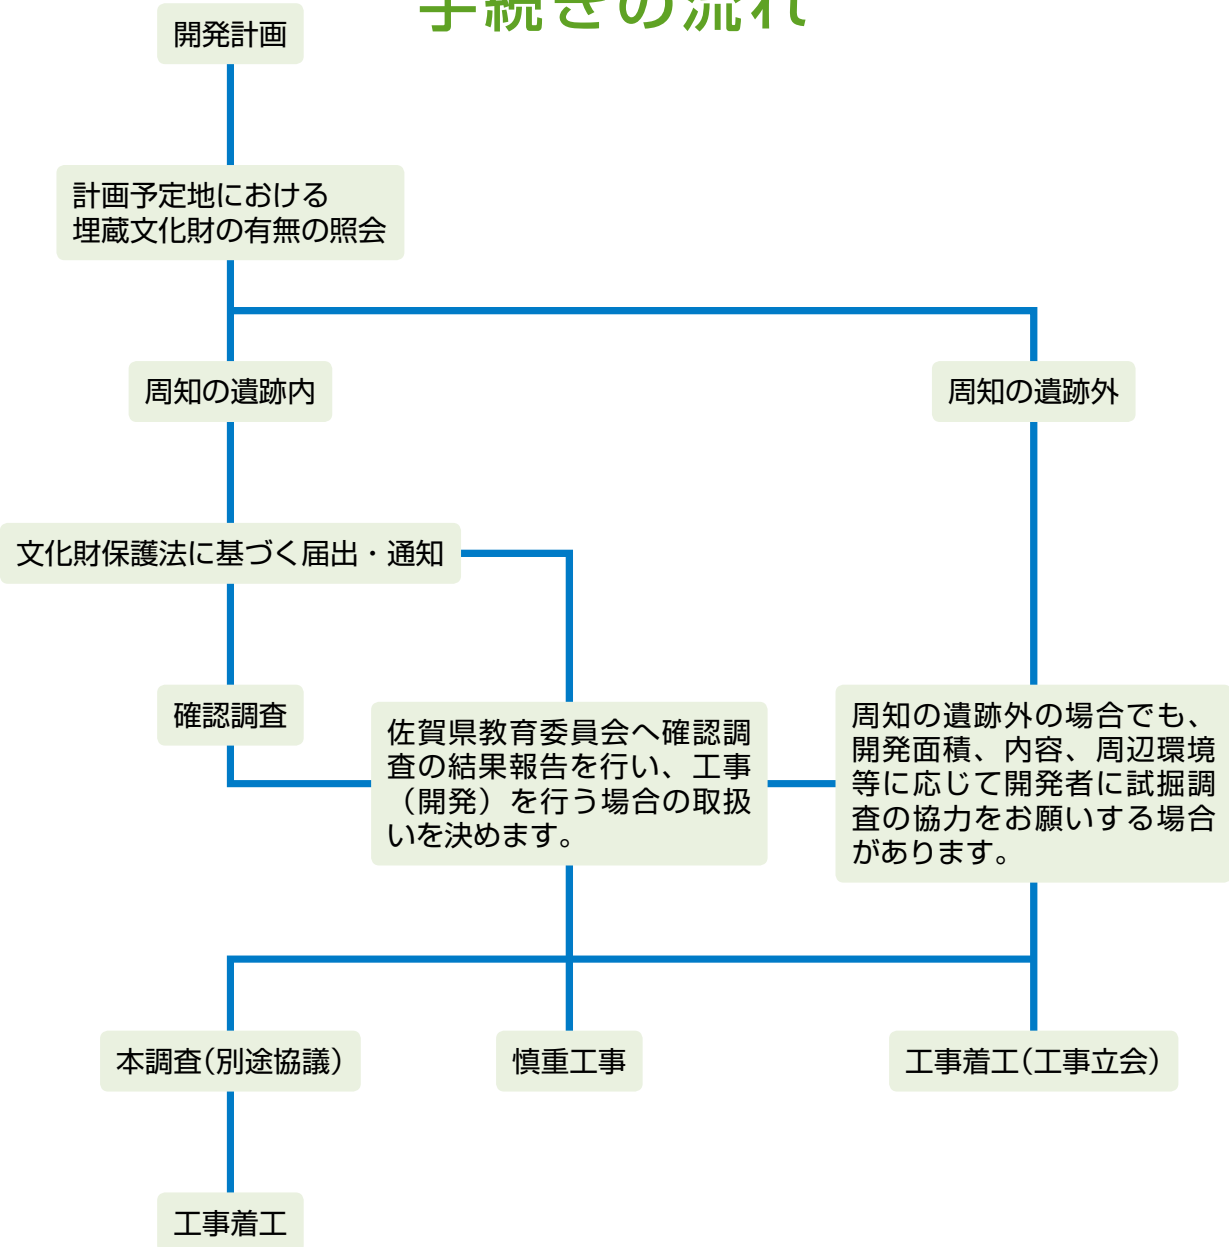 手続きの流れ
開発計画
計画予定地における
埋蔵文化財の有無の照会
周知の遺跡内
周知の遺跡外
文化財保護法に基づく届出・通知
確認調査
佐賀県教育委員会へ確認調
査の結果報告を行い、工事
（開発）を行う場合の取扱
いを決めます。
周知の遺跡外の場合でも、
開発面積、内容、周辺環境
等に応じて開発者に試掘調
査の協力をお願いする場合
があります。
本調査(別途協議)
慎重工事
工事着工(工事立会)
工事着工